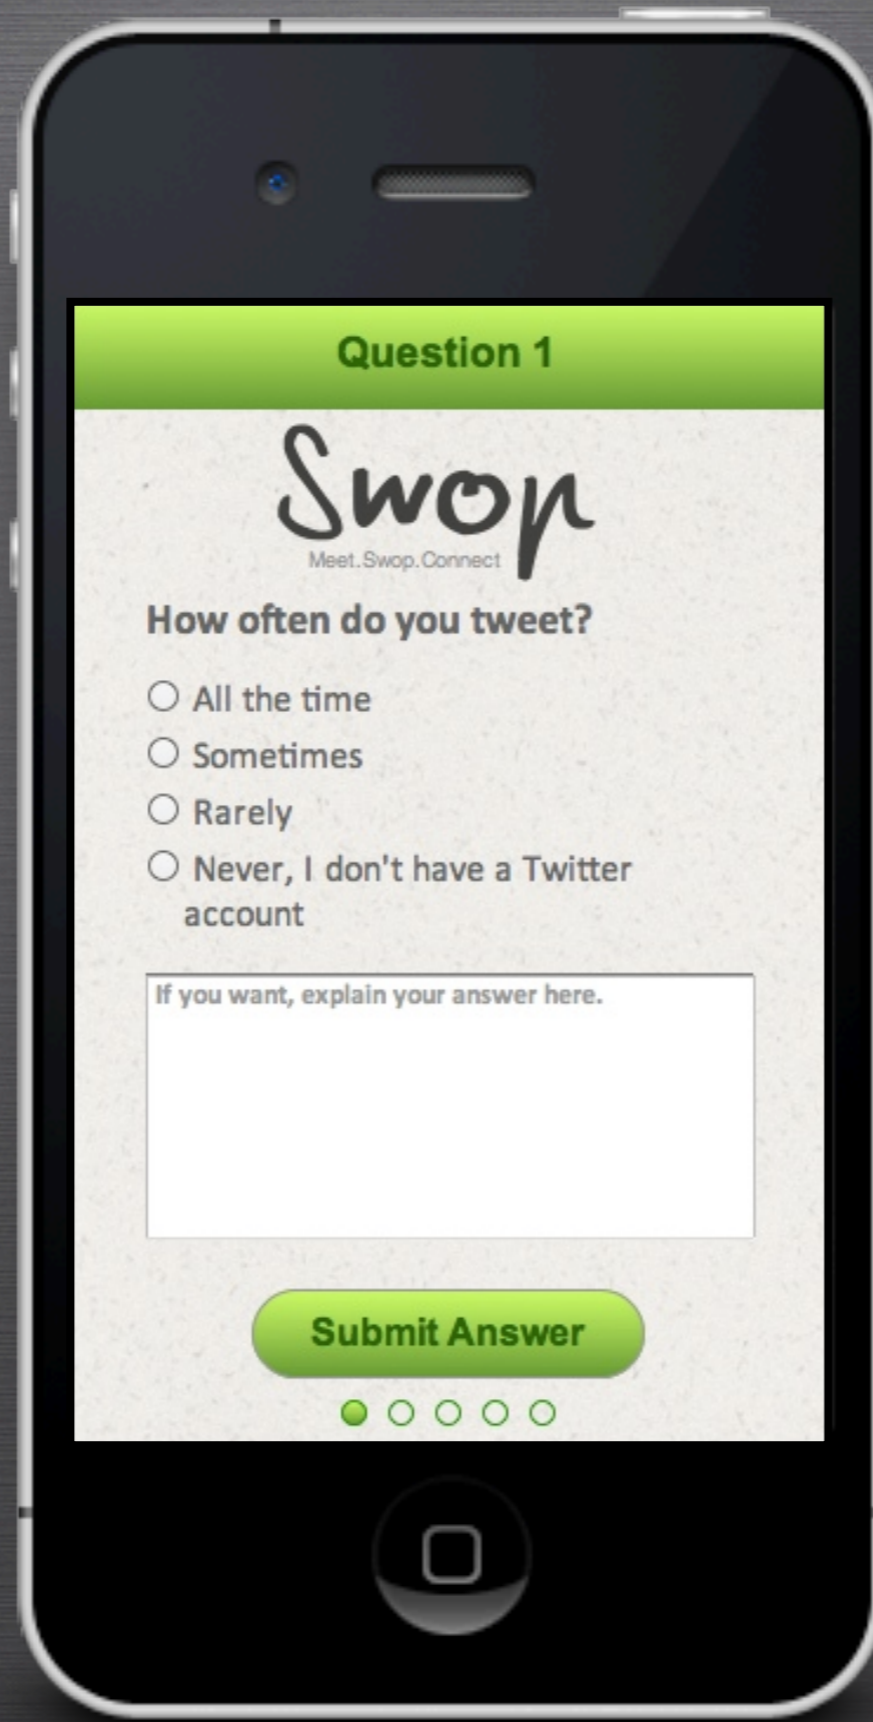 Question 1
Swop
Meet.Swop.Connect
How often do you tweet?
All the time
Sometimes
Rarely
Never, I don't have a Twitter
account
If you want, explain your answer here.
Submit Answer